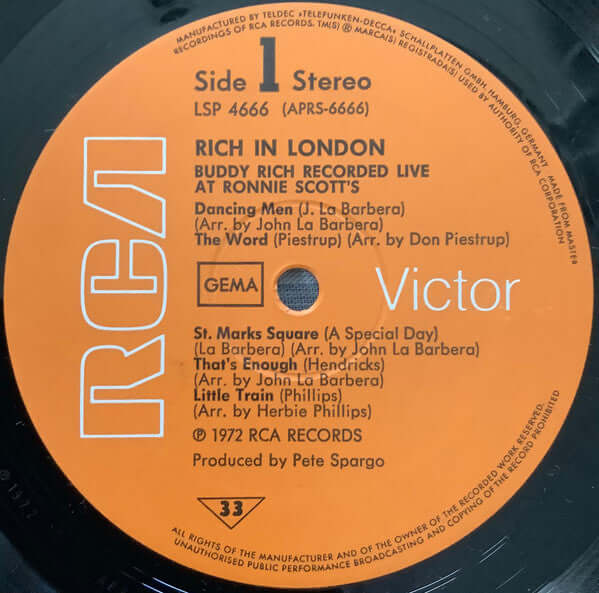 MANUFACTURED BY TELDEC »TELEFUNKEN-DECCA« SCHALLPLATTEN GMBH, HAMBURG, GERMANY MADE FROM MASTER
RECORDINGS OF RCA RECORDS. TM(S) ® MARCA(S) REGISTRADA(S) USED BY AUTHORITY OF RCA CORPORATION
Side 1 Stereo
LSP 4666 (APRS-6666)
RICH IN LONDON
BUDDY RICH RECORDED LIVE
AT RONNIE SCOTT'S
Dancing Men (J. La Barbera)
(Arr. by John La Barbera)
The Word (Piestrup) (Arr. by Don Piestrup)
RCA
GEMA
Victor
St. Marks Square (A Special Day)
(La Barbera) (Arr. by John La Barbera)
That's Enough (Hendricks)
(Arr. by John La Barbera)
Little Train (Phillips)
(Arr. by Herbie Phillips)
℗ 1972 RCA RECORDS
Produced by Pete Spargo
33
ALL RIGHTS OF THE MANUFACTURER AND OF THE OWNER OF THE RECORDED WORK RESERVED.
UNAUTHORISED PUBLIC PERFORMANCE BROADCASTING AND COPYING OF THE RECORD PROHIBITED